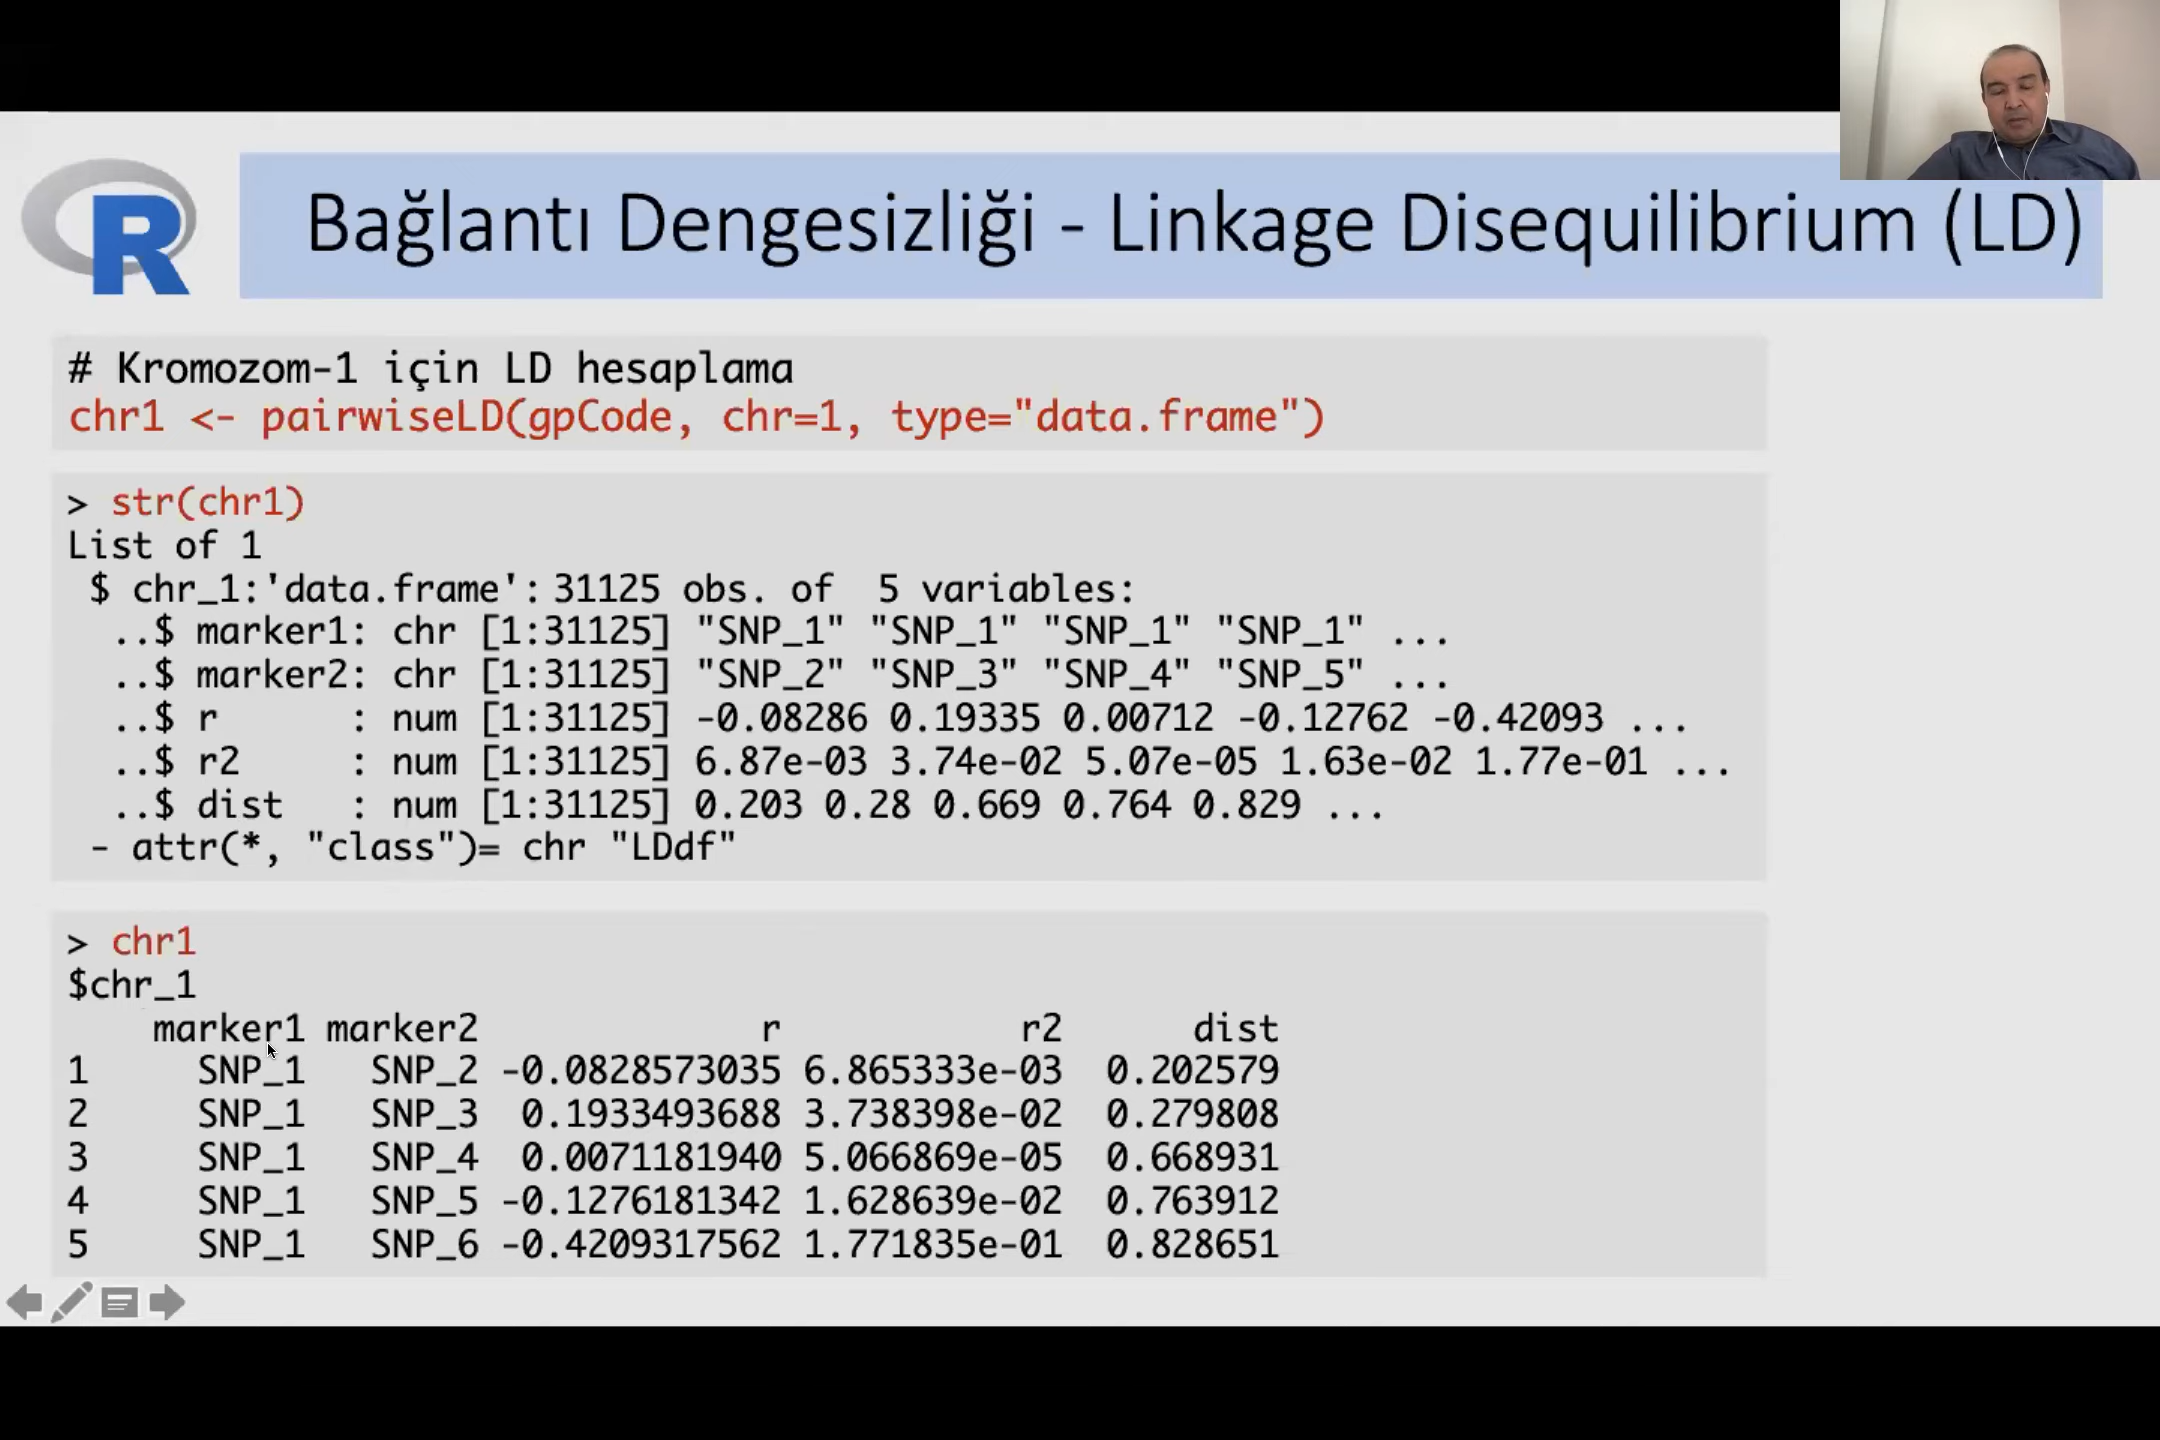 R
Bağlantı Dengesizliği - Linkage Disequilibrium (LD)
# Kromozom-1 için LD hesaplama
chr1 <- pairwiseLD(gpCode, chr=1, type="data.frame")
> str(chr1)
List of 1
 $ chr_1:'data.frame': 31125 obs. of  5 variables:
  ..$ marker1: chr [1:31125] "SNP_1" "SNP_1" "SNP_1" "SNP_1" ...
  ..$ marker2: chr [1:31125] "SNP_2" "SNP_3" "SNP_4" "SNP_5" ...
  ..$ r      : num [1:31125] -0.08286 0.19335 0.00712 -0.12762 -0.42093 ...
  ..$ r2     : num [1:31125] 6.87e-03 3.74e-02 5.07e-05 1.63e-02 1.77e-01 ...
  ..$ dist   : num [1:31125] 0.203 0.28 0.669 0.764 0.829 ...
 - attr(*, "class")= chr "LDdf"
> chr1
$chr_1
    marker1 marker2             r           r2     dist
1     SNP_1   SNP_2 -0.0828573035 6.865333e-03  0.202579
2     SNP_1   SNP_3  0.1933493688 3.738398e-02  0.279808
3     SNP_1   SNP_4  0.0071181940 5.066869e-05  0.668931
4     SNP_1   SNP_5 -0.1276181342 1.628639e-02  0.763912
5     SNP_1   SNP_6 -0.4209317562 1.771835e-01  0.828651